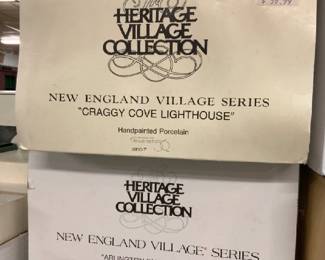 HERITAGE
VILLAGE
COLLECTION
NEW ENGLAND VILLAGE SERIES
"CRAGGY COVE LIGHTHOUSE"
Handpainted Porcelain
HERITAGE
VILLAGE
COLLECTION
NEW ENGLAND VILLAGE® SERIES